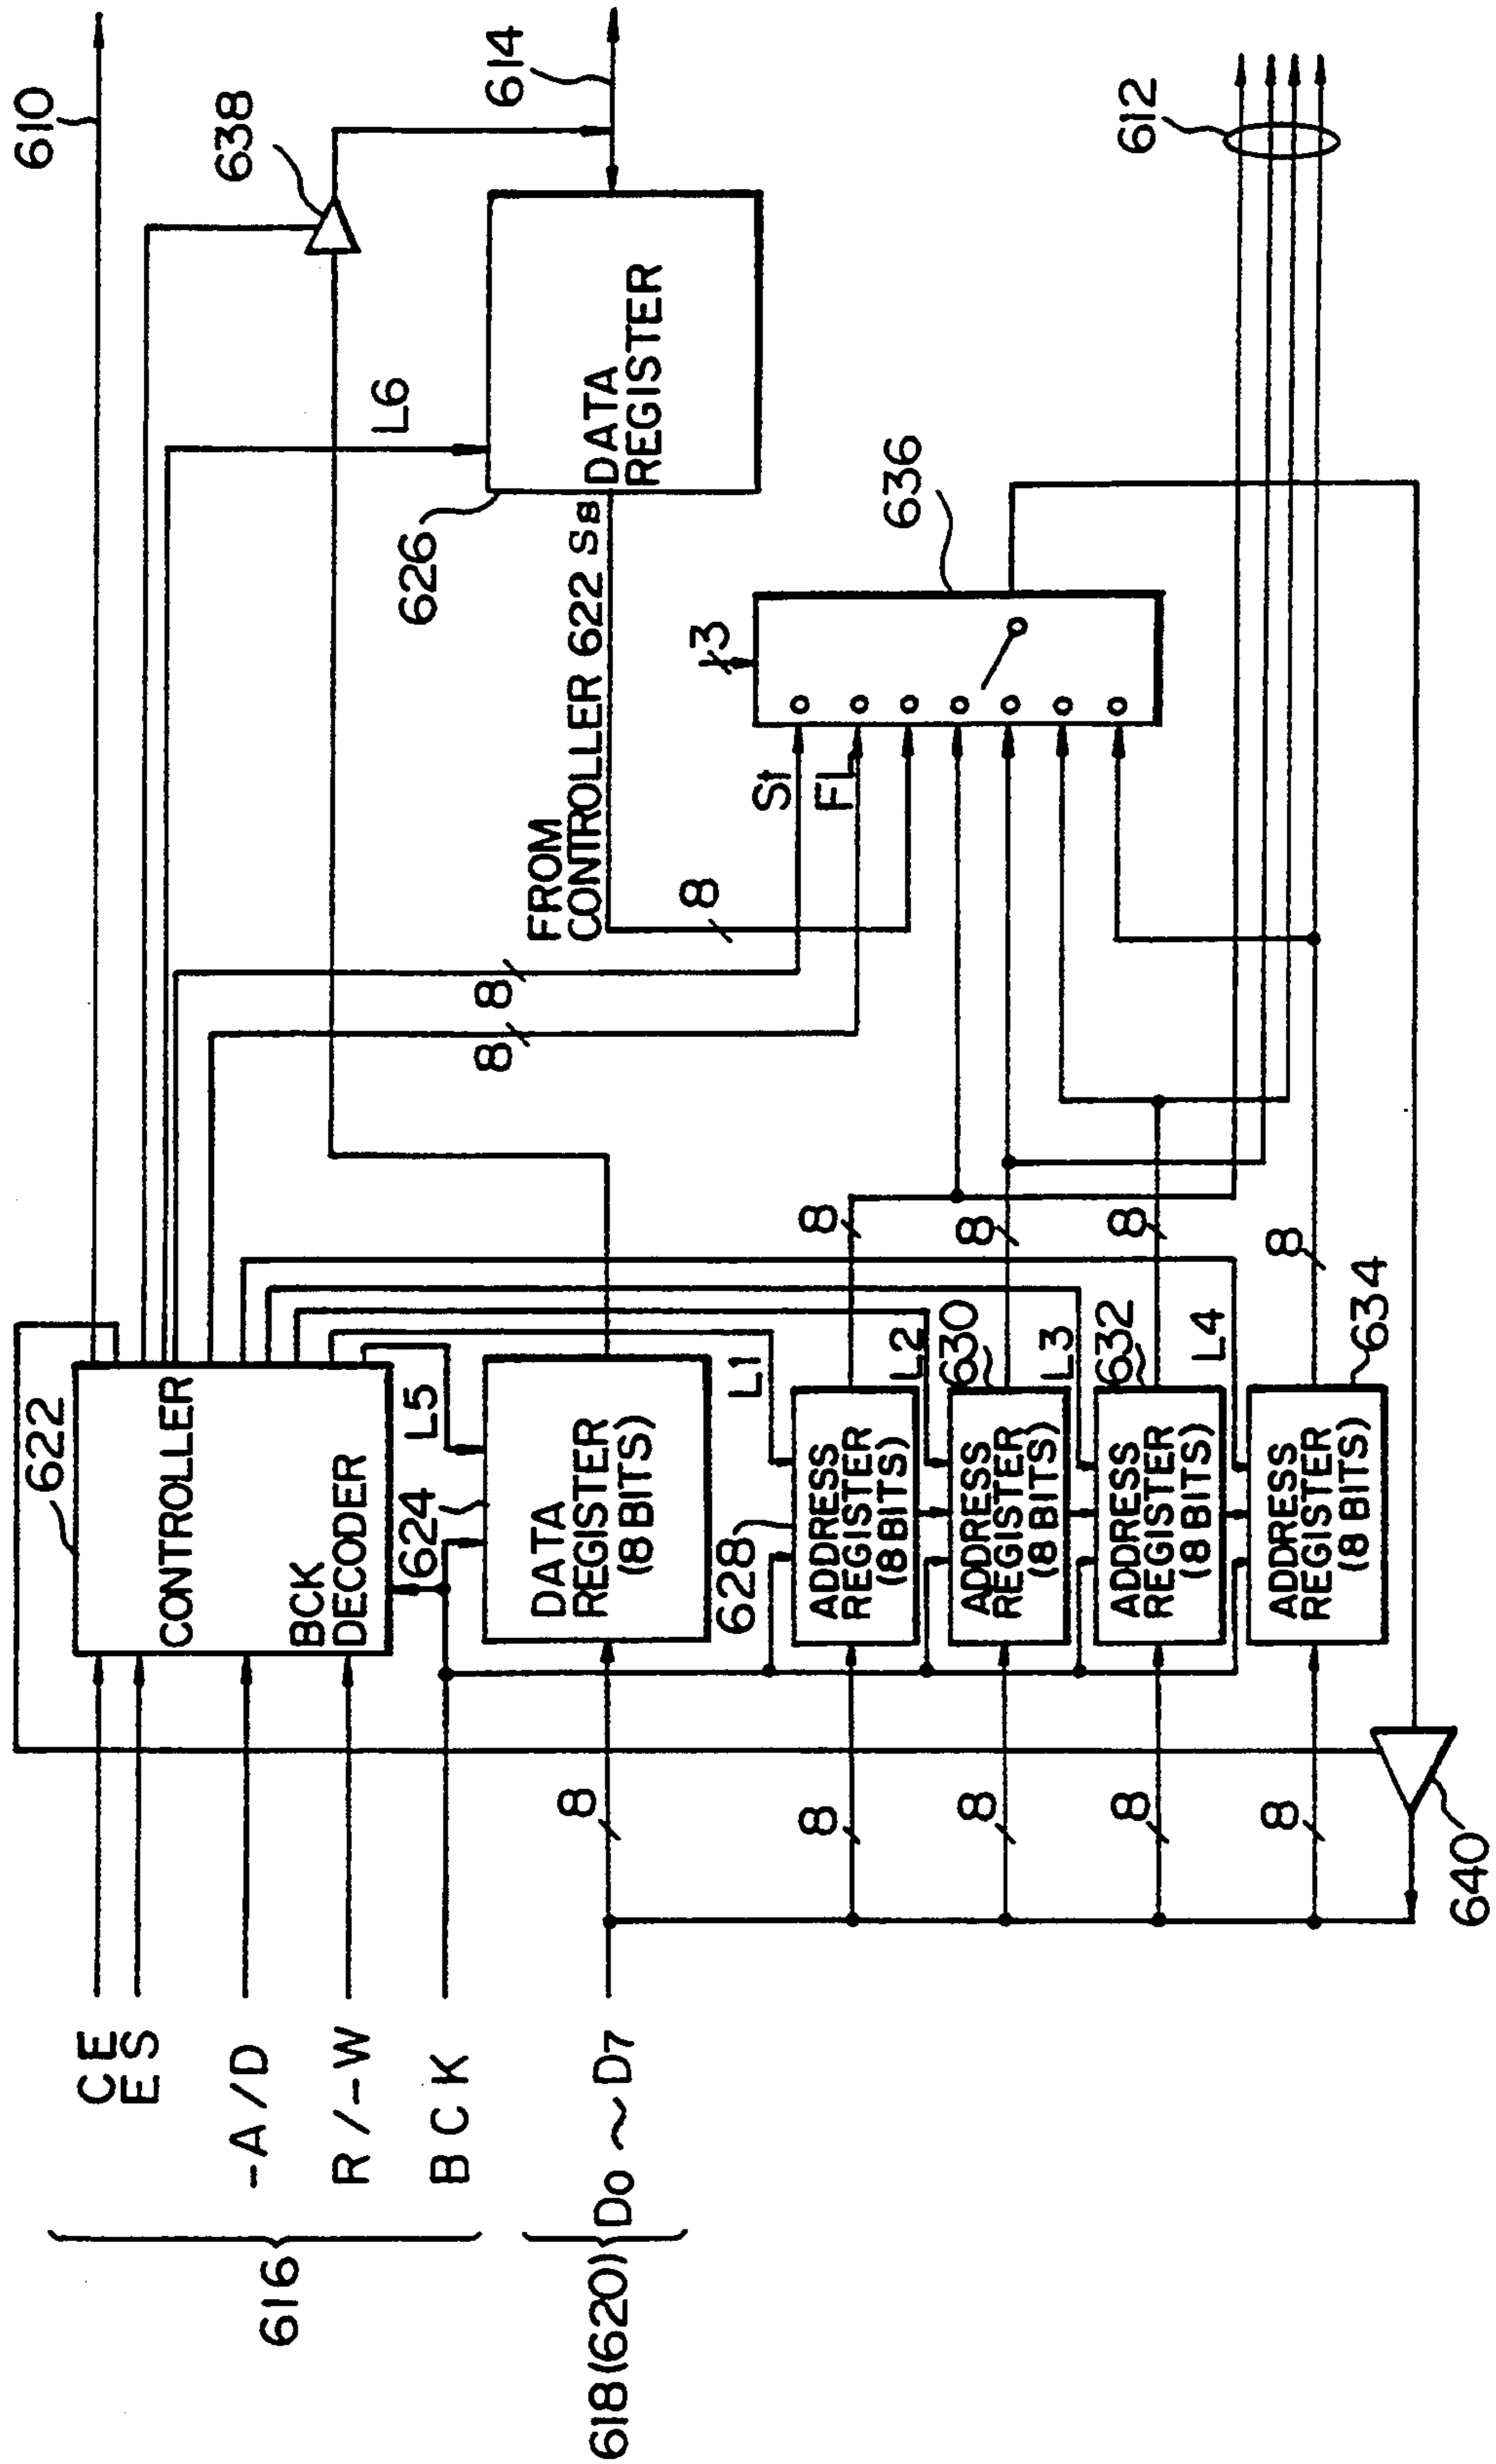 610
638
614
L6
DATA
REGISTER
626
FROM
CONTROLLER 622 S8
636
3
612
St
FL
8
8
8
622
CONTROLLER
BCK
DECODER
L5
624
DATA
REGISTER
(8 BITS)
L1
628
ADDRESS
REGISTER
(8 BITS)
8
L2
630
ADDRESS
REGISTER
(8 BITS)
8
L3
632
ADDRESS
REGISTER
(8 BITS)
8
L4
634
ADDRESS
REGISTER
(8 BITS)
8
CE
ES
-A/D
R/-W
BCK
616
D0~D7
618(620)
8
8
8
8
8
640